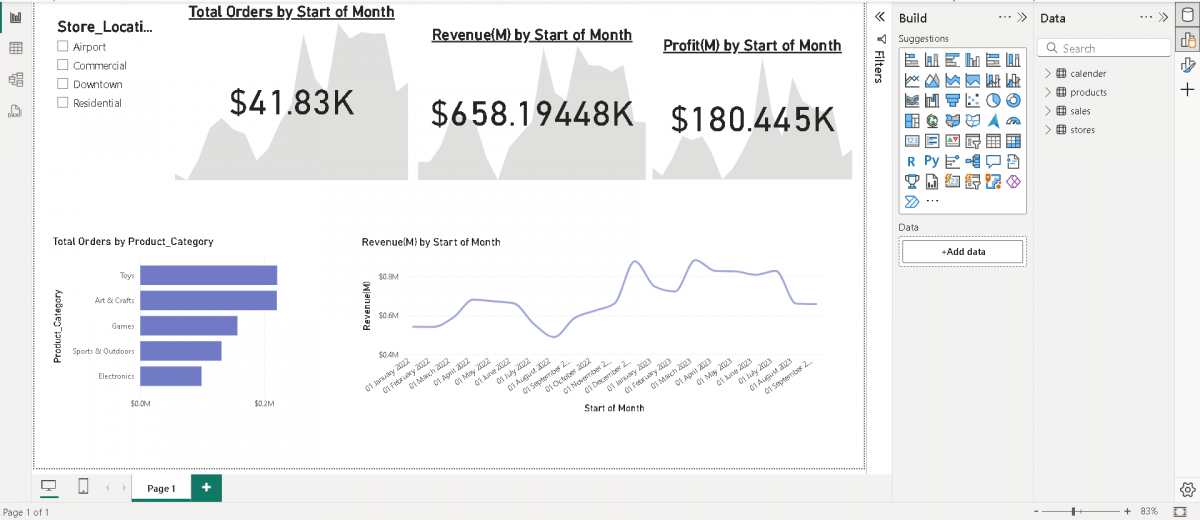 Total Orders by Start of Month
Store_Locati...
Airport
Commercial
Downtown
Residential
$41.83K
Revenue(M) by Start of Month
$658.19448K
Profit(M) by Start of Month
$180.445K
Total Orders by Product_Category
Product_Category
Toys
Art & Crafts
Games
Sports & Outdoors
Electronics
$0.0M
$0.2M
Revenue(M) by Start of Month
Revenue(M)
$0.8M
$0.6M
$0.4M
01 January 2022
01 February 2022
01 March 2022
01 April 2022
01 May 2022
01 June 2022
01 July 2022
01 August 2022
01 September 2...
01 October 2022
01 November 2...
01 December 2...
01 January 2023
01 February 2023
01 March 2023
01 April 2023
01 May 2023
01 June 2023
01 July 2023
01 August 2023
01 September 2...
Start of Month
Filters
Build
Suggestions
123
R
Py
Data
+Add data
Data
Search
calender
products
sales
stores
Page 1
+
Page 1 of 1
- + 83%